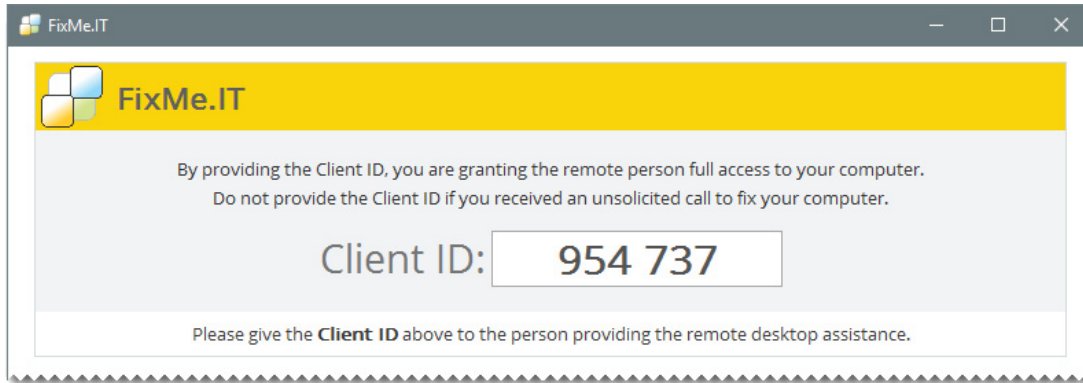 FixMe.IT
FixMe.IT
By providing the Client ID, you are granting the remote person full access to your computer.
Do not provide the Client ID if you received an unsolicited call to fix your computer.
Client ID: 954 737
Please give the Client ID above to the person providing the remote desktop assistance.